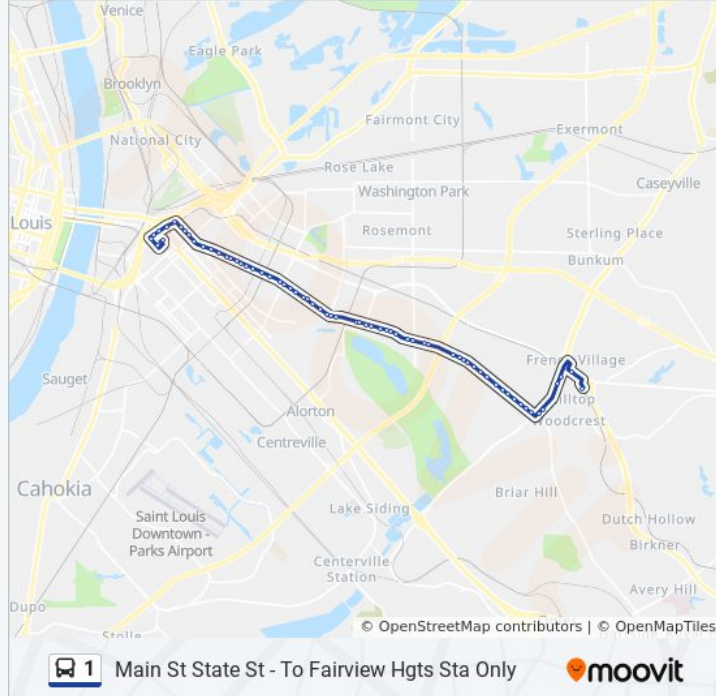 Venice
Eagle Park
Brooklyn
Fairmont City
National City
Exermont
Rose Lake
Caseyville
Washington Park
Louis
Rosemont
Sterling Place
Bunkum
French Village
Sauget
Hilltop
Alorton
Woodcrest
Centreville
Cahokia
Briar Hill
Saint Louis
Downtown -
Parks Airport
Lake Siding
Dutch Hollow
Birkner
Centerville
Station
Avery Hill
Dupo
Stolle
© OpenStreetMap contributors | © OpenMapTiles
1 Main St State St - To Fairview Hgts Sta Only moovit